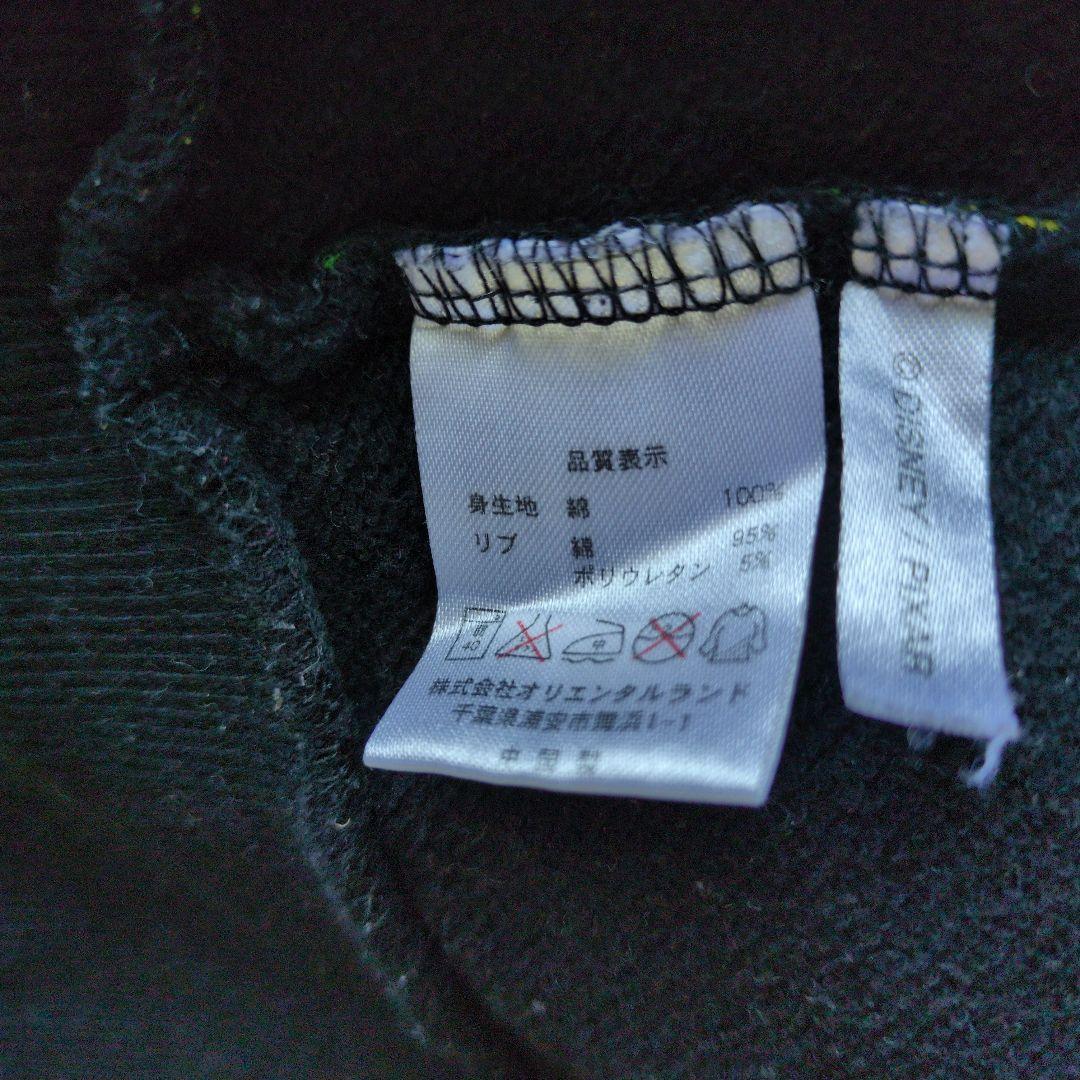 品質表示
身生地 綿 100%
リブ 綿 95%
ポリウレタン 5%
40
中
株式会社オリエンタルランド
千葉県浦安市舞浜1-1
中国製
© DISNEY / PIXAR